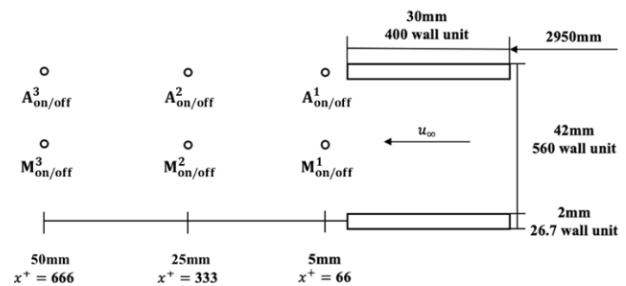 30mm
400 wall unit
2950mm
A³on/off
A²on/off
A¹on/off
u∞
42mm
560 wall unit
M³on/off
M²on/off
M¹on/off
2mm
26.7 wall unit
50mm
25mm
5mm
x⁺ = 666
x⁺ = 333
x⁺ = 66